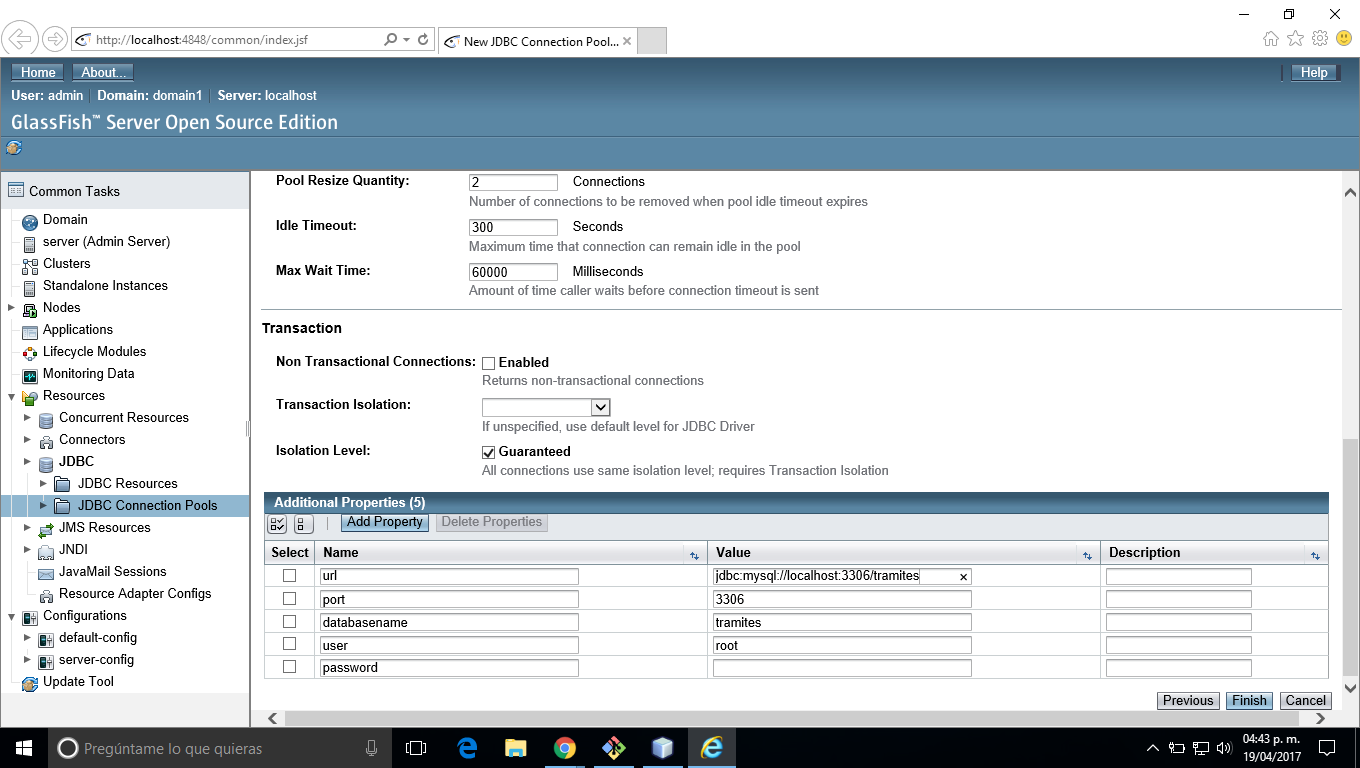 http://localhost:4848/common/index.jsf
New JDBC Connection Pool...
Home
About...
Help
User: admin
Domain: domain1
Server: localhost
GlassFish™ Server Open Source Edition
Common Tasks
Domain
server (Admin Server)
Clusters
Standalone Instances
Nodes
Applications
Lifecycle Modules
Monitoring Data
Resources
Concurrent Resources
Connectors
JDBC
JDBC Resources
JDBC Connection Pools
JMS Resources
JNDI
JavaMail Sessions
Resource Adapter Configs
Configurations
default-config
server-config
Update Tool
Pool Resize Quantity: 2 Connections
Number of connections to be removed when pool idle timeout expires
Idle Timeout: 300 Seconds
Maximum time that connection can remain idle in the pool
Max Wait Time: 60000 Milliseconds
Amount of time caller waits before connection timeout is sent
Transaction
Non Transactional Connections: Enabled
Returns non-transactional connections
Transaction Isolation:
If unspecified, use default level for JDBC Driver
Isolation Level: Guaranteed
All connections use same isolation level; requires Transaction Isolation
Additional Properties (5)
Add Property Delete Properties
Select Name Value Description
url jdbc:mysql://localhost:3306/tramites
port 3306
databasename tramites
user root
password
Previous Finish Cancel
Pregúntame lo que quieras
04:43 p. m.
19/04/2017